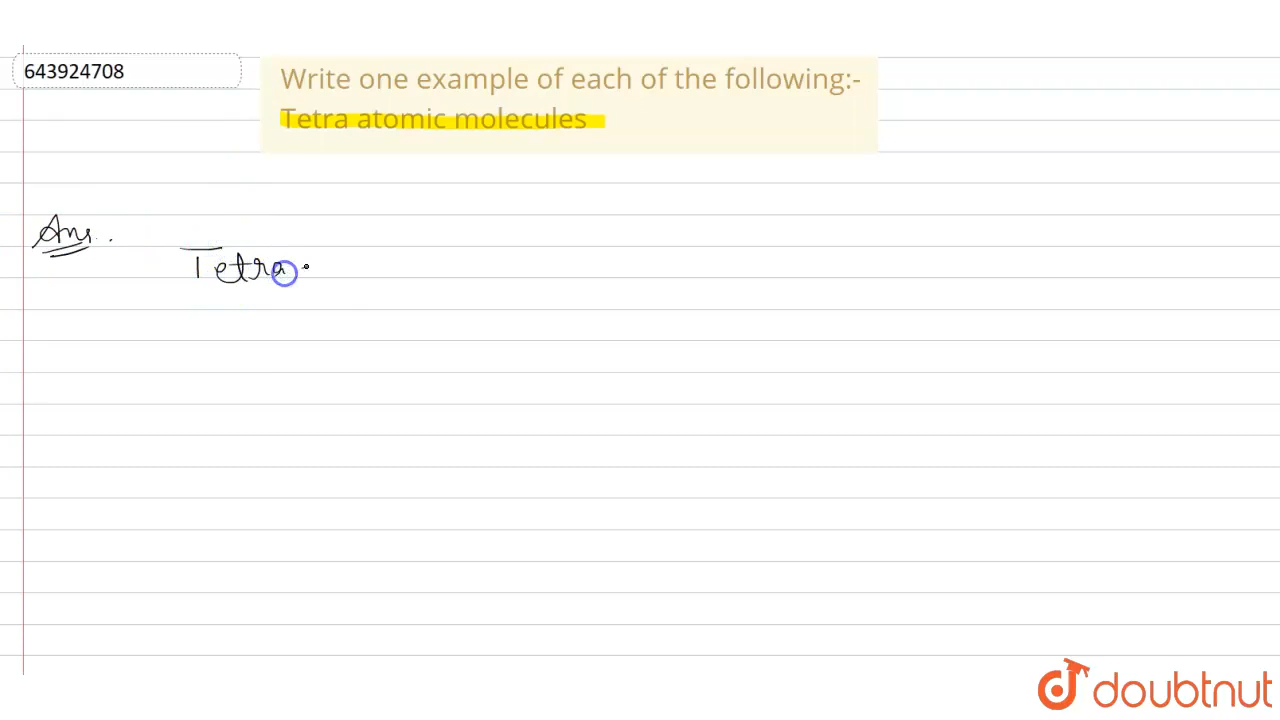 643924708
Write one example of each of the following:-
Tetra atomic molecules
Ans.
Tetra
doubtnut